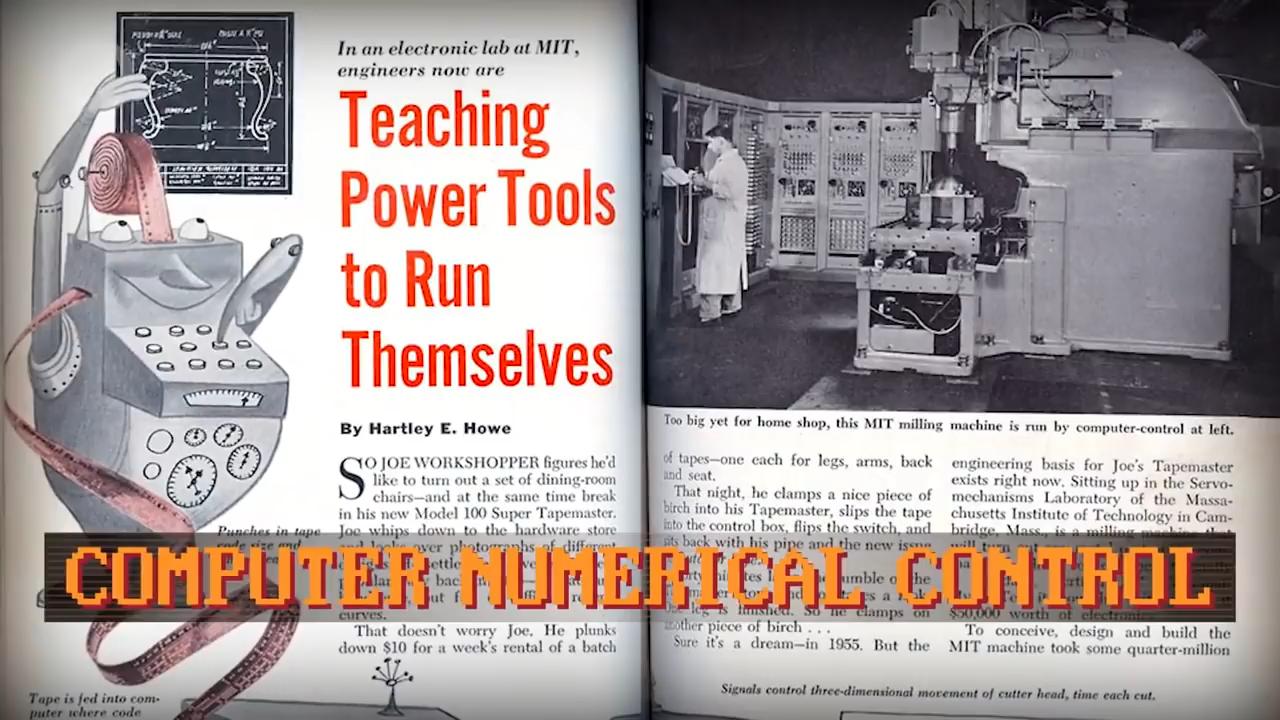 In an electronic lab at MIT,
engineers now are
Teaching
Power Tools
to Run
Themselves
By Hartley E. Howe
SO JOE WORKSHOPPER figures he'd
like to turn out a set of dining-room
chairs—and at the same time break
in his new Model 100 Super Tapemaster.
Joe whips down to the hardware store
curves.
That doesn't worry Joe. He plunks
down $10 for a week's rental of a batch
Punches in tape
Tape is fed into com-
puter where code
Too big yet for home shop, this MIT milling machine is run by computer-control at left.
of tapes—one each for legs, arms, back
and seat.
That night, he clamps a nice piece of
birch into his Tapemaster, slips the tape
into the control box, flips the switch, and
sits back with his pipe and the new issue
leg is finished. So he clamps on
another piece of birch . . .
Sure it's a dream—in 1955. But the
engineering basis for Joe's Tapemaster
exists right now. Sitting up in the Servo-
mechanisms Laboratory of the Massa-
chusetts Institute of Technology in Cam-
bridge, Mass., is a milling machine that
$50,000 worth of electronic
To conceive, design and build the
MIT machine took some quarter-million
Signals control three-dimensional movement of cutter head, time each cut.
COMPUTER NUMERICAL CONTROL